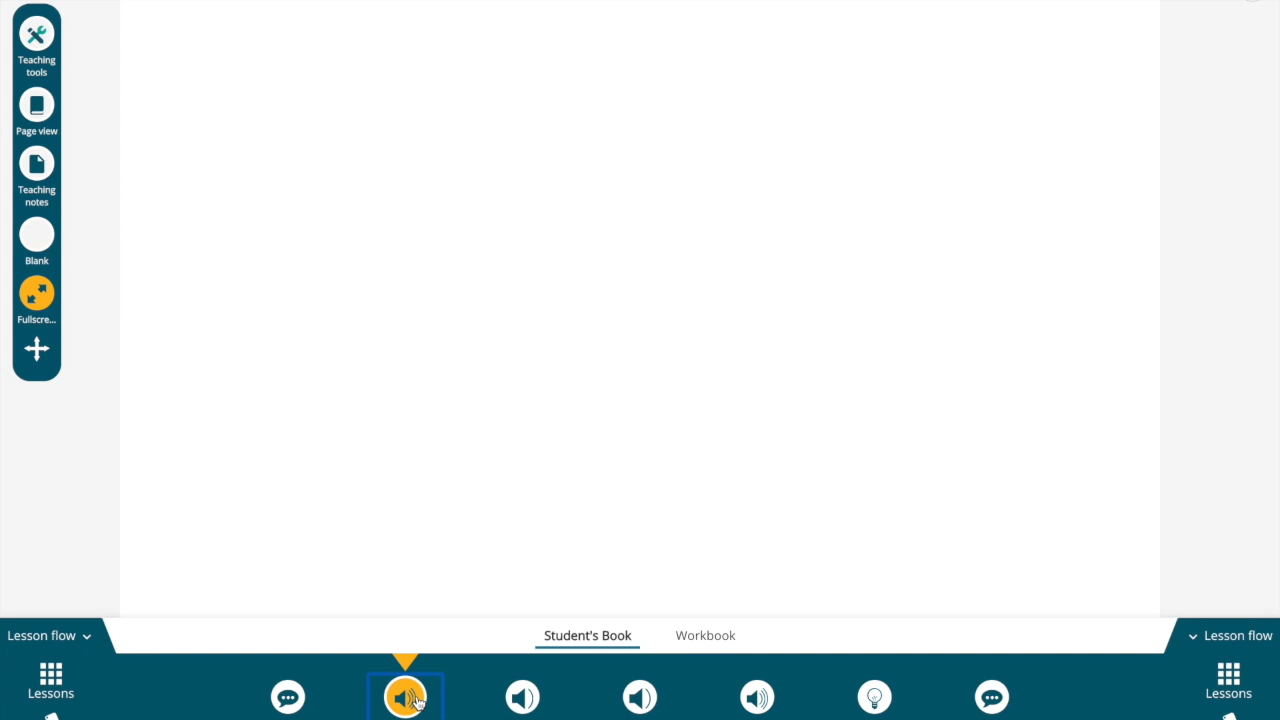 Teaching
tools
Page view
Teaching
notes
Blank
Fullscre...
Lesson flow
Student's Book
Workbook
Lesson flow
Lessons
Lessons